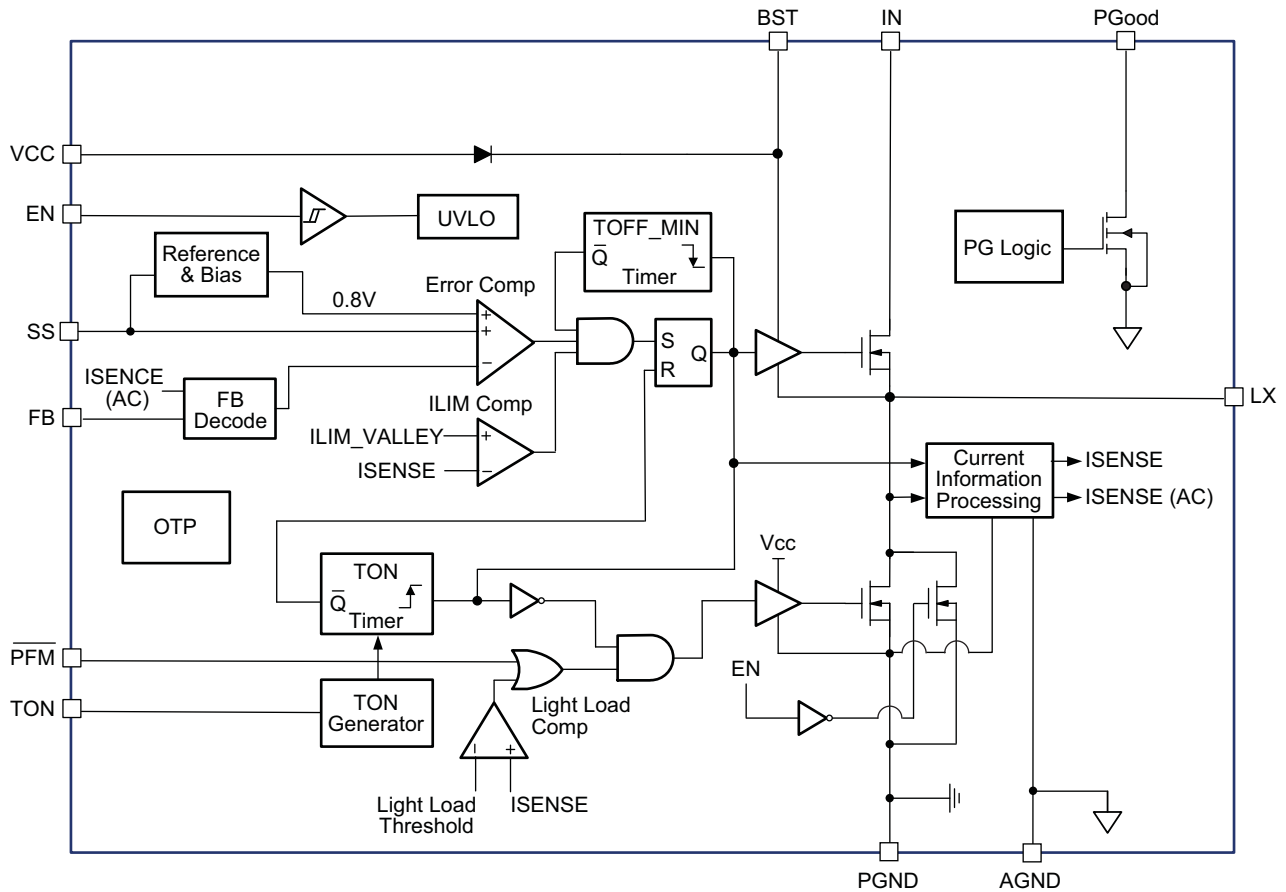 BST
IN
PGood
VCC
EN
UVLO
TOFF_MIN
Q̅
Timer
PG Logic
Reference
& Bias
0.8V
Error Comp
SS
+
+
−
S
R
Q
LX
ISENCE
(AC)
FB
FB
Decode
ILIM Comp
ILIM_VALLEY
+
ISENSE
−
Current
Information
Processing
ISENSE
ISENSE (AC)
OTP
Vcc
TON
Q̅
Timer
P̅F̅M̅
EN
TON
TON
Generator
Light Load
Comp
−
+
Light Load
Threshold
ISENSE
PGND
AGND